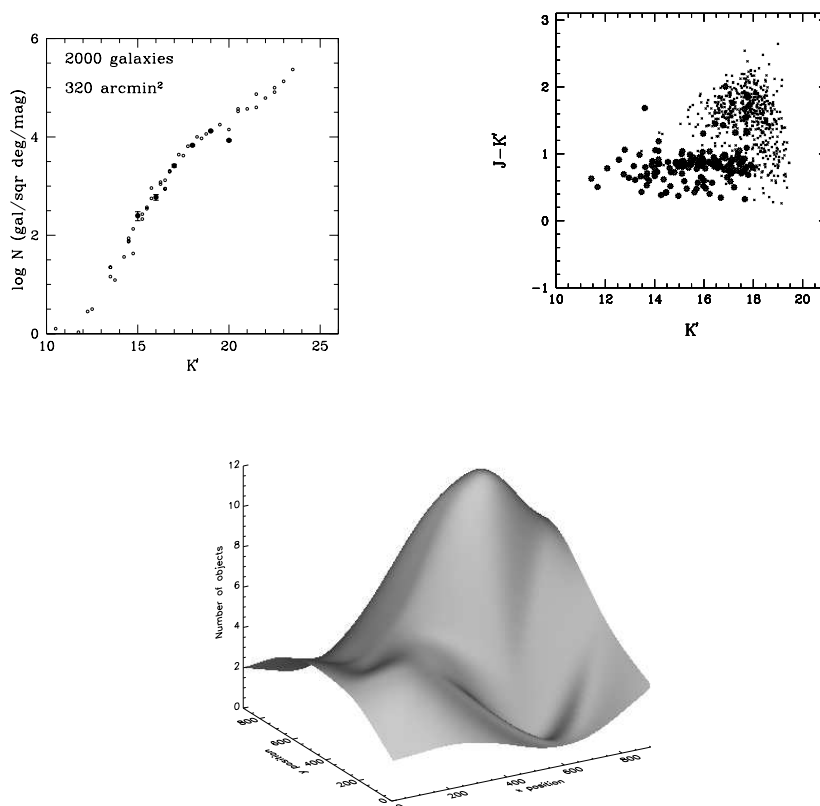 6
4
2
0
2000 galaxies
320 arcmin²
log N (gal/sqr deg/mag)
10 15 20 25
K'
3
2
1
0
-1
J-K'
10 12 14 16 18 20
K'
12
10
8
6
4
2
0
Number of objects
800
600
400
200
0
Y position
0 200 400 600 800
x position